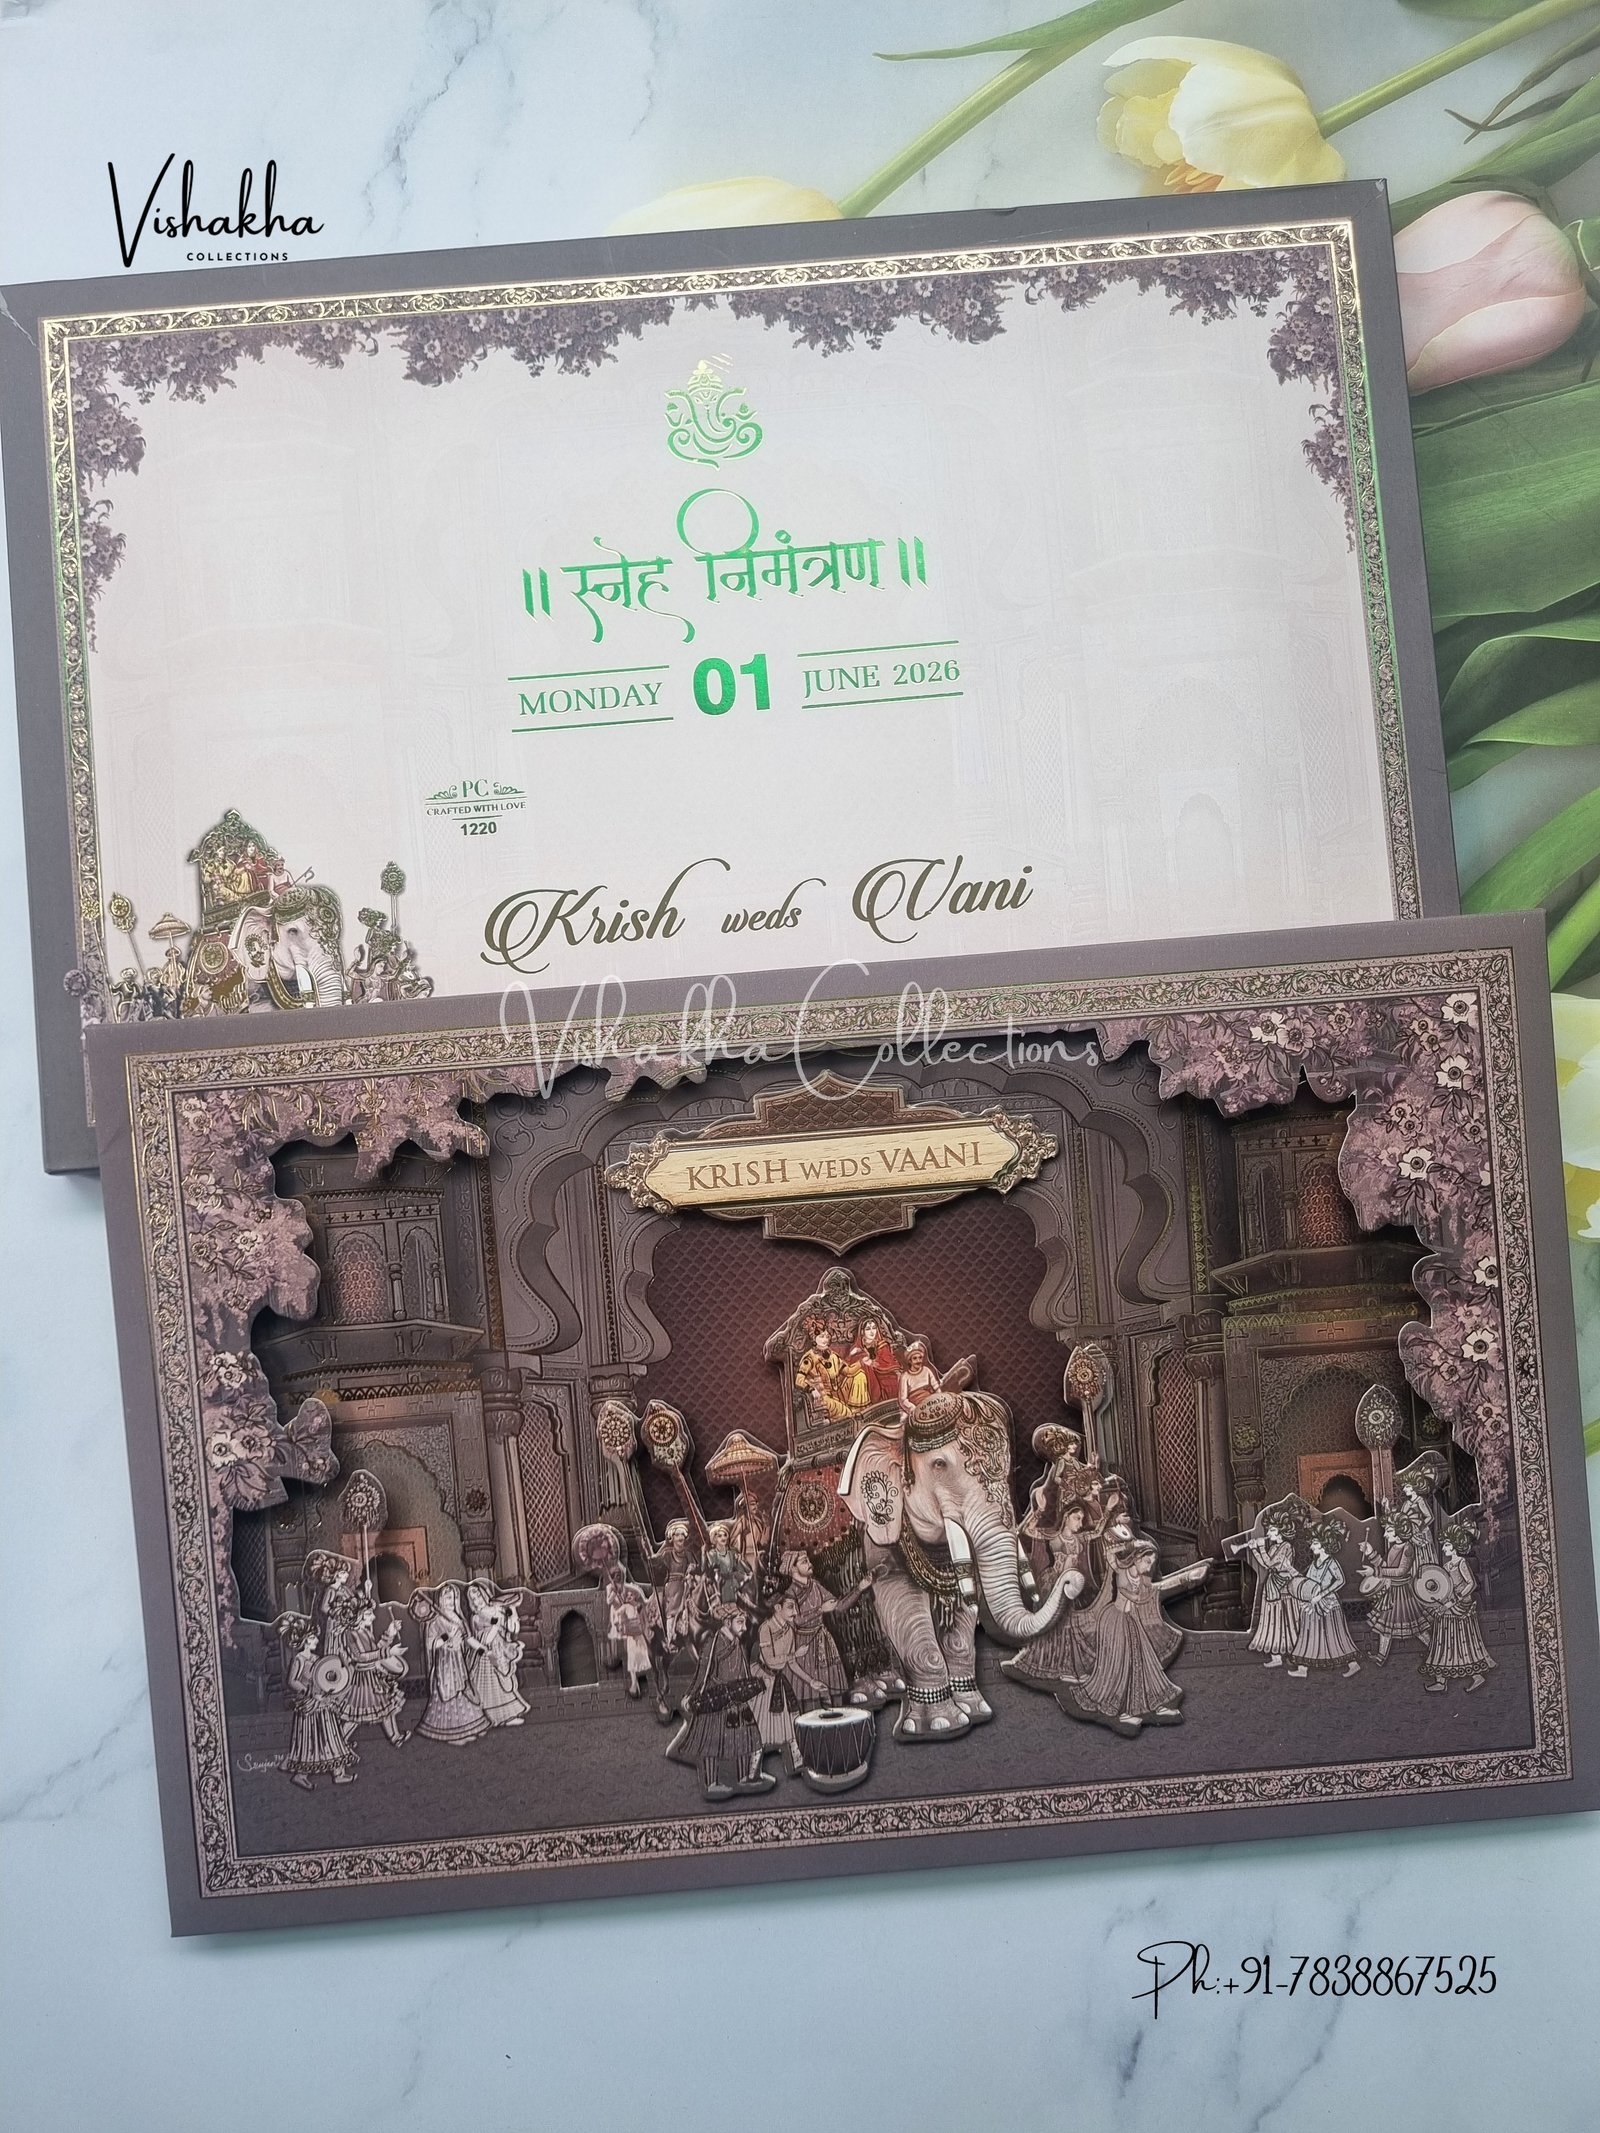 Vishakha
COLLECTIONS
॥ स्नेह निमंत्रण ॥
MONDAY 01 JUNE 2026
PC
CRAFTED WITH LOVE
1220
Krish weds Vani
Vishakha Collections
KRISH WEDS VAANI
Srujan™
Ph:+91-7838867525